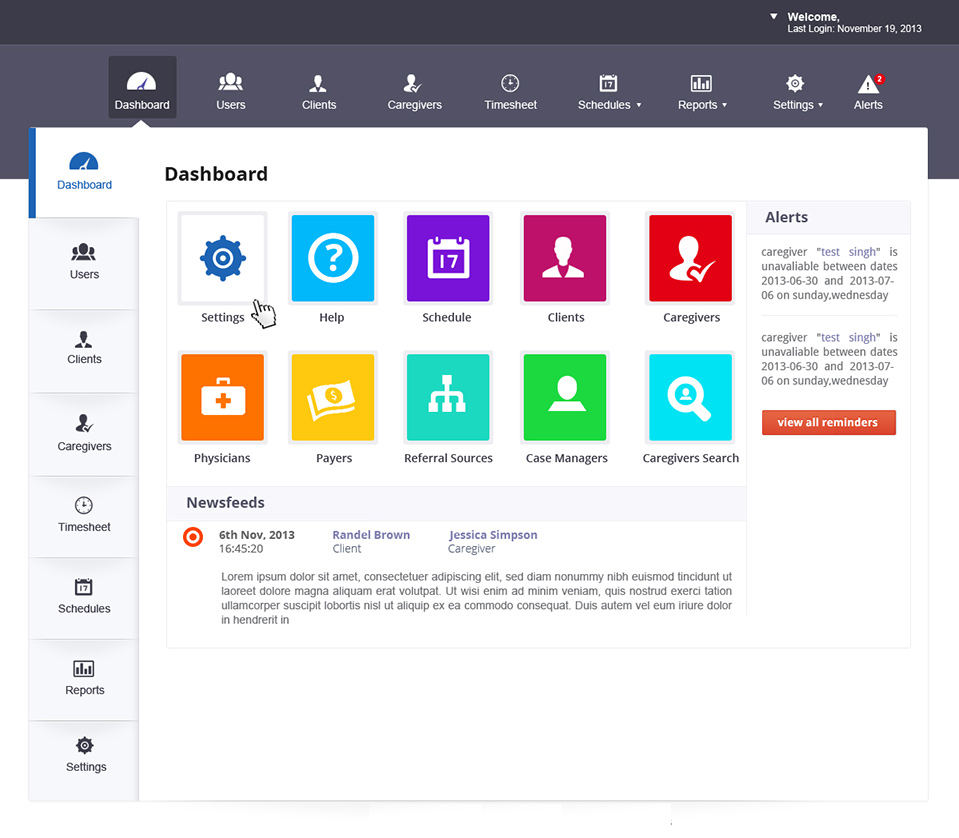 Welcome,
Last Login: November 19, 2013
Dashboard
Users
Clients
Caregivers
Timesheet
17
Schedules
Reports
Settings
2
Alerts
Dashboard
Users
Clients
Caregivers
Timesheet
17
Schedules
Reports
Settings
Dashboard
Settings
?
Help
17
Schedule
Clients
Caregivers
Physicians
$
Payers
Referral Sources
Case Managers
Caregivers Search
Alerts
caregiver "test singh" is
unavaliable between dates
2013-06-30 and 2013-07-
06 on sunday,wednesday
caregiver "test singh" is
unavaliable between dates
2013-06-30 and 2013-07-
06 on sunday,wednesday
view all reminders
Newsfeeds
6th Nov, 2013 Randel Brown Jessica Simpson
16:45:20 Client Caregiver
Lorem ipsum dolor sit amet, consectetuer adipiscing elit, sed diam nonummy nibh euismod tincidunt ut
laoreet dolore magna aliquam erat volutpat. Ut wisi enim ad minim veniam, quis nostrud exerci tation
ullamcorper suscipit lobortis nisl ut aliquip ex ea commodo consequat. Duis autem vel eum iriure dolor
in hendrerit in